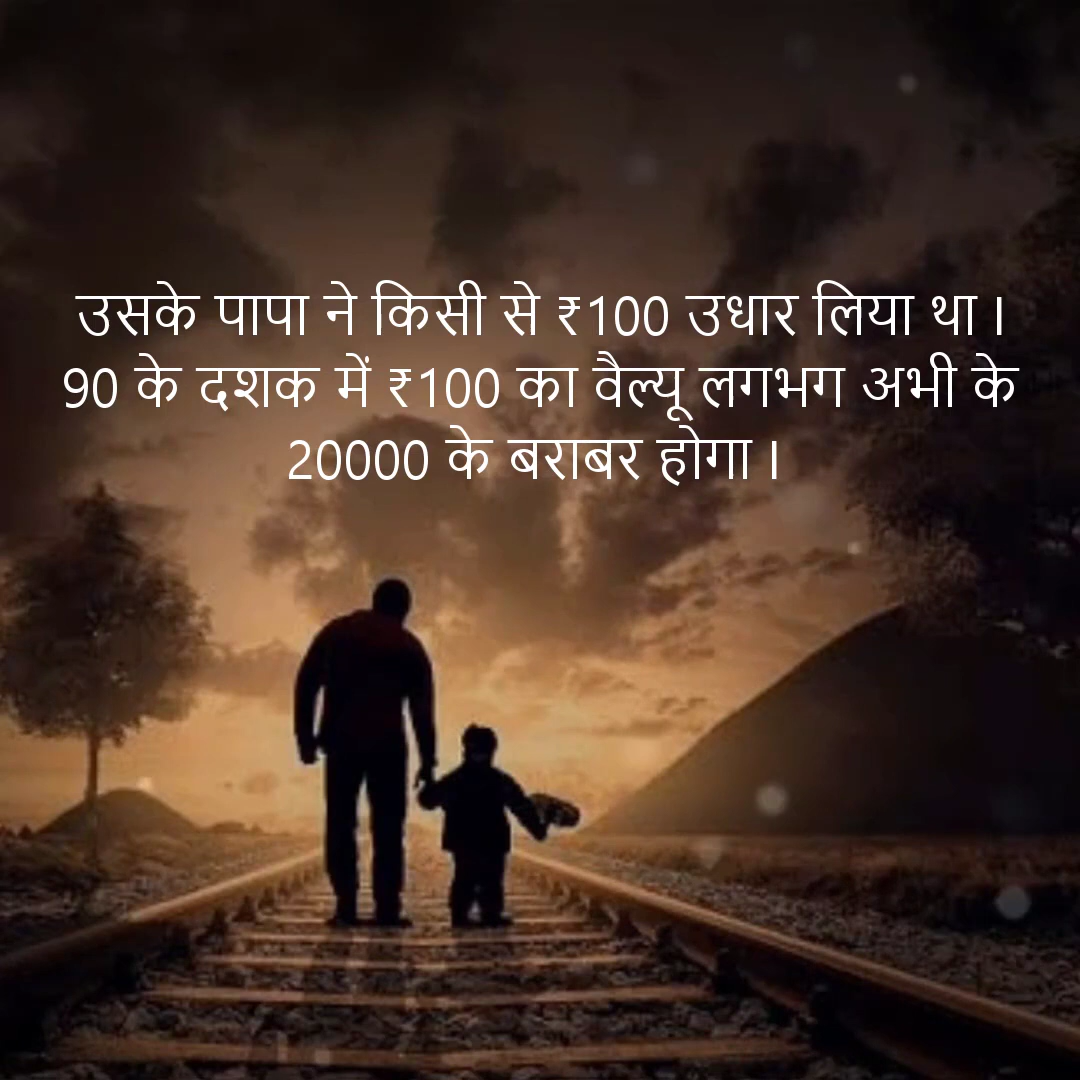 उसके पापा ने किसी से ₹100 उधार लिया था ।
90 के दशक में ₹100 का वैल्यू लगभग अभी के
20000 के बराबर होगा ।